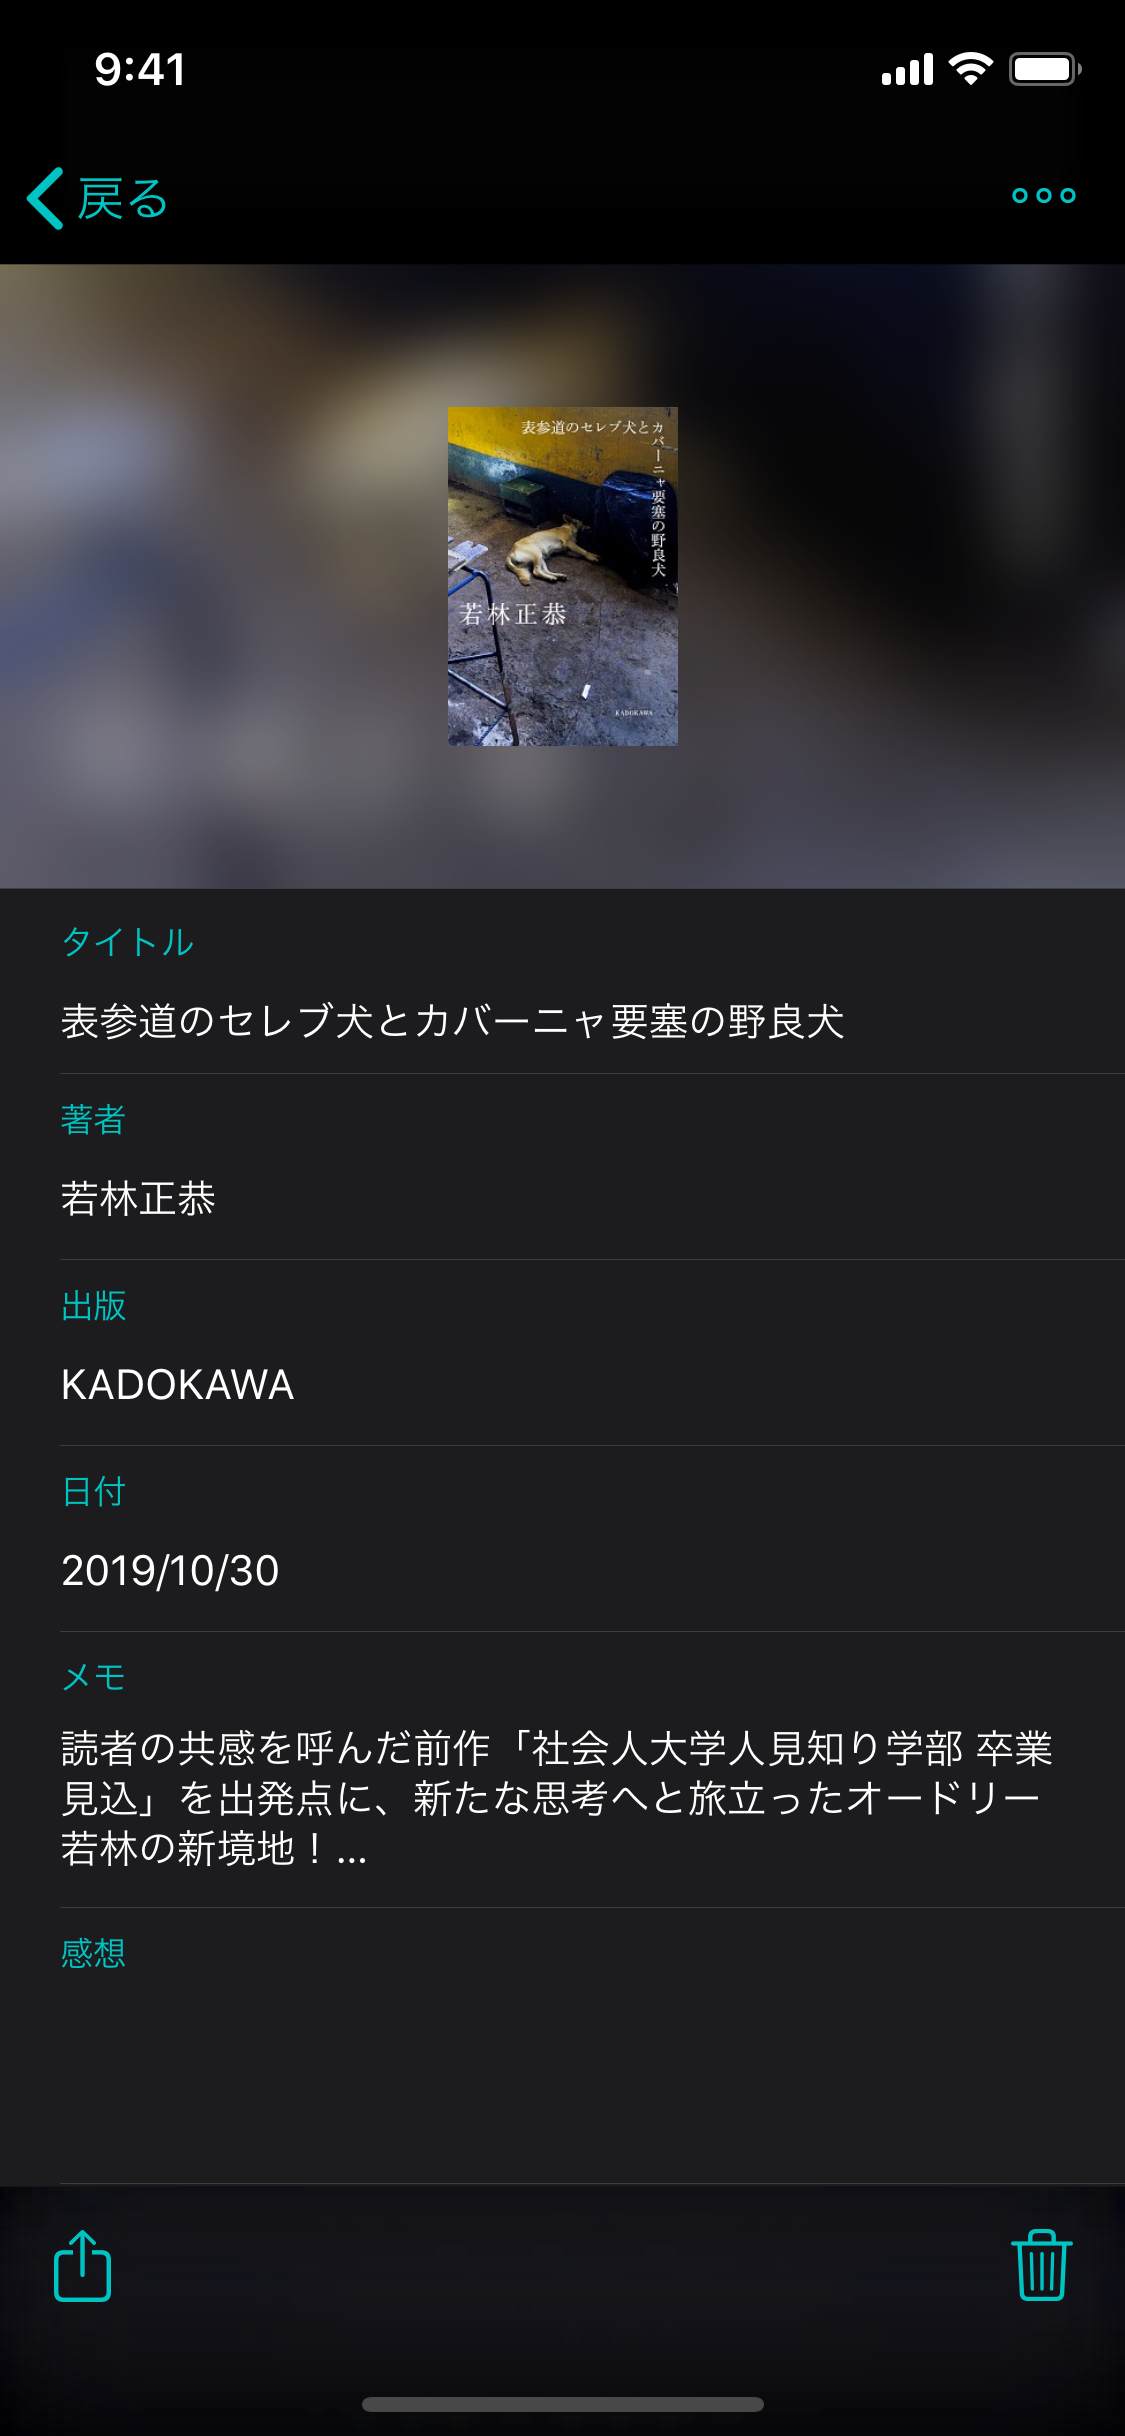 9:41
戻る
表参道のセレブ犬とカ
バーニャ要塞の野良犬
若林正恭
KADOKAWA
タイトル
表参道のセレブ犬とカバーニャ要塞の野良犬
著者
若林正恭
出版
KADOKAWA
日付
2019/10/30
メモ
読者の共感を呼んだ前作「社会人大学人見知り学部 卒業
見込」を出発点に、新たな思考へと旅立ったオードリー
若林の新境地！...
感想